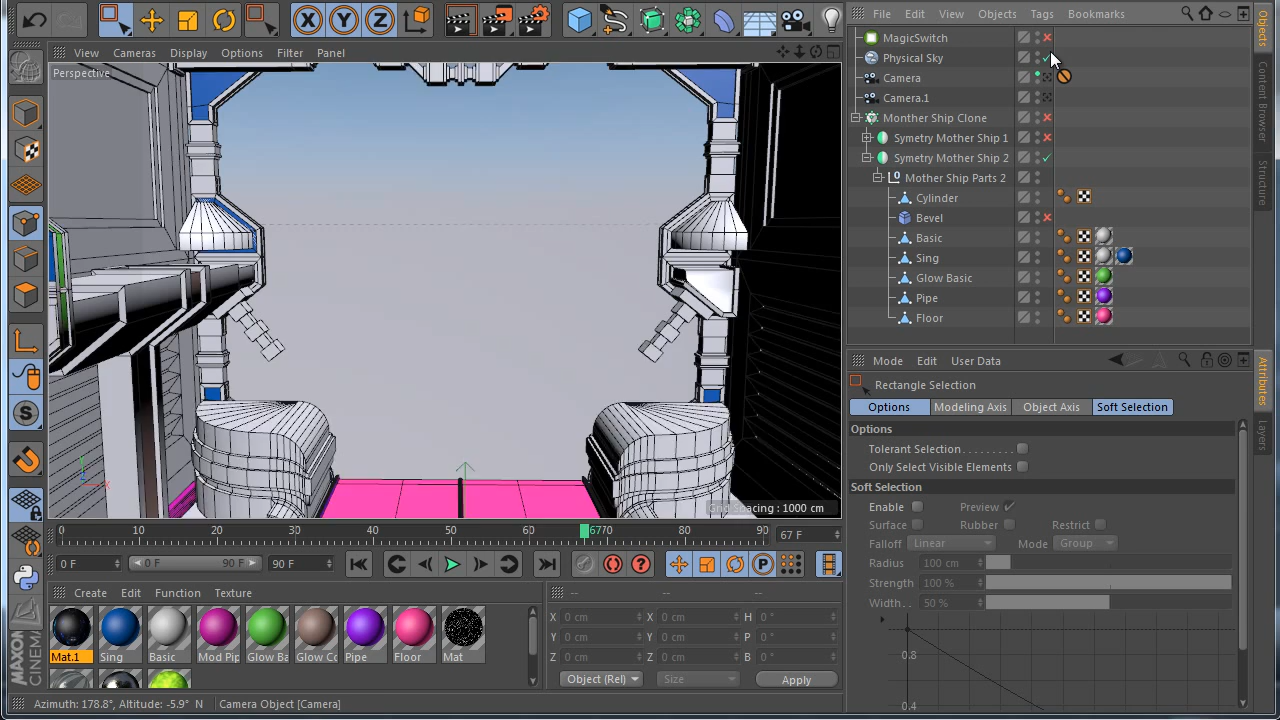 File Edit View Objects Tags Bookmarks
View Cameras Display Options Filter Panel
Perspective
Grid Spacing : 1000 cm
MagicSwitch
Physical Sky
Camera
Camera.1
Monther Ship Clone
Symetry Mother Ship 1
Symetry Mother Ship 2
Mother Ship Parts 2
Cylinder
Bevel
Basic
Sing
Glow Basic
Pipe
Floor
Objects
Content Browser
Structure
Mode Edit User Data
Rectangle Selection
Options Modeling Axis Object Axis Soft Selection
Options
Tolerant Selection
Only Select Visible Elements
Soft Selection
Enable Preview
Surface Rubber Restrict
Falloff Linear Mode Group
Radius 100 cm
Strength 100 %
Width . . 50 %
0.8
0.4
Attributes
Layers
0 10 20 30 40 50 60 6770 80 90 67 F
0 F 0 F 90 F 90 F
Create Edit Function Texture
Mat.1 Sing Basic Mod Pip Glow Ba Glow Co Pipe Floor Mat
-- -- --
X 0 cm X 0 cm H 0 °
Y 0 cm Y 0 cm P 0 °
Z 0 cm Z 0 cm B 0 °
Object (Rel) Size Apply
MAXON
CINEMA
Azimuth: 178.8°, Altitude: -5.9° N Camera Object [Camera]